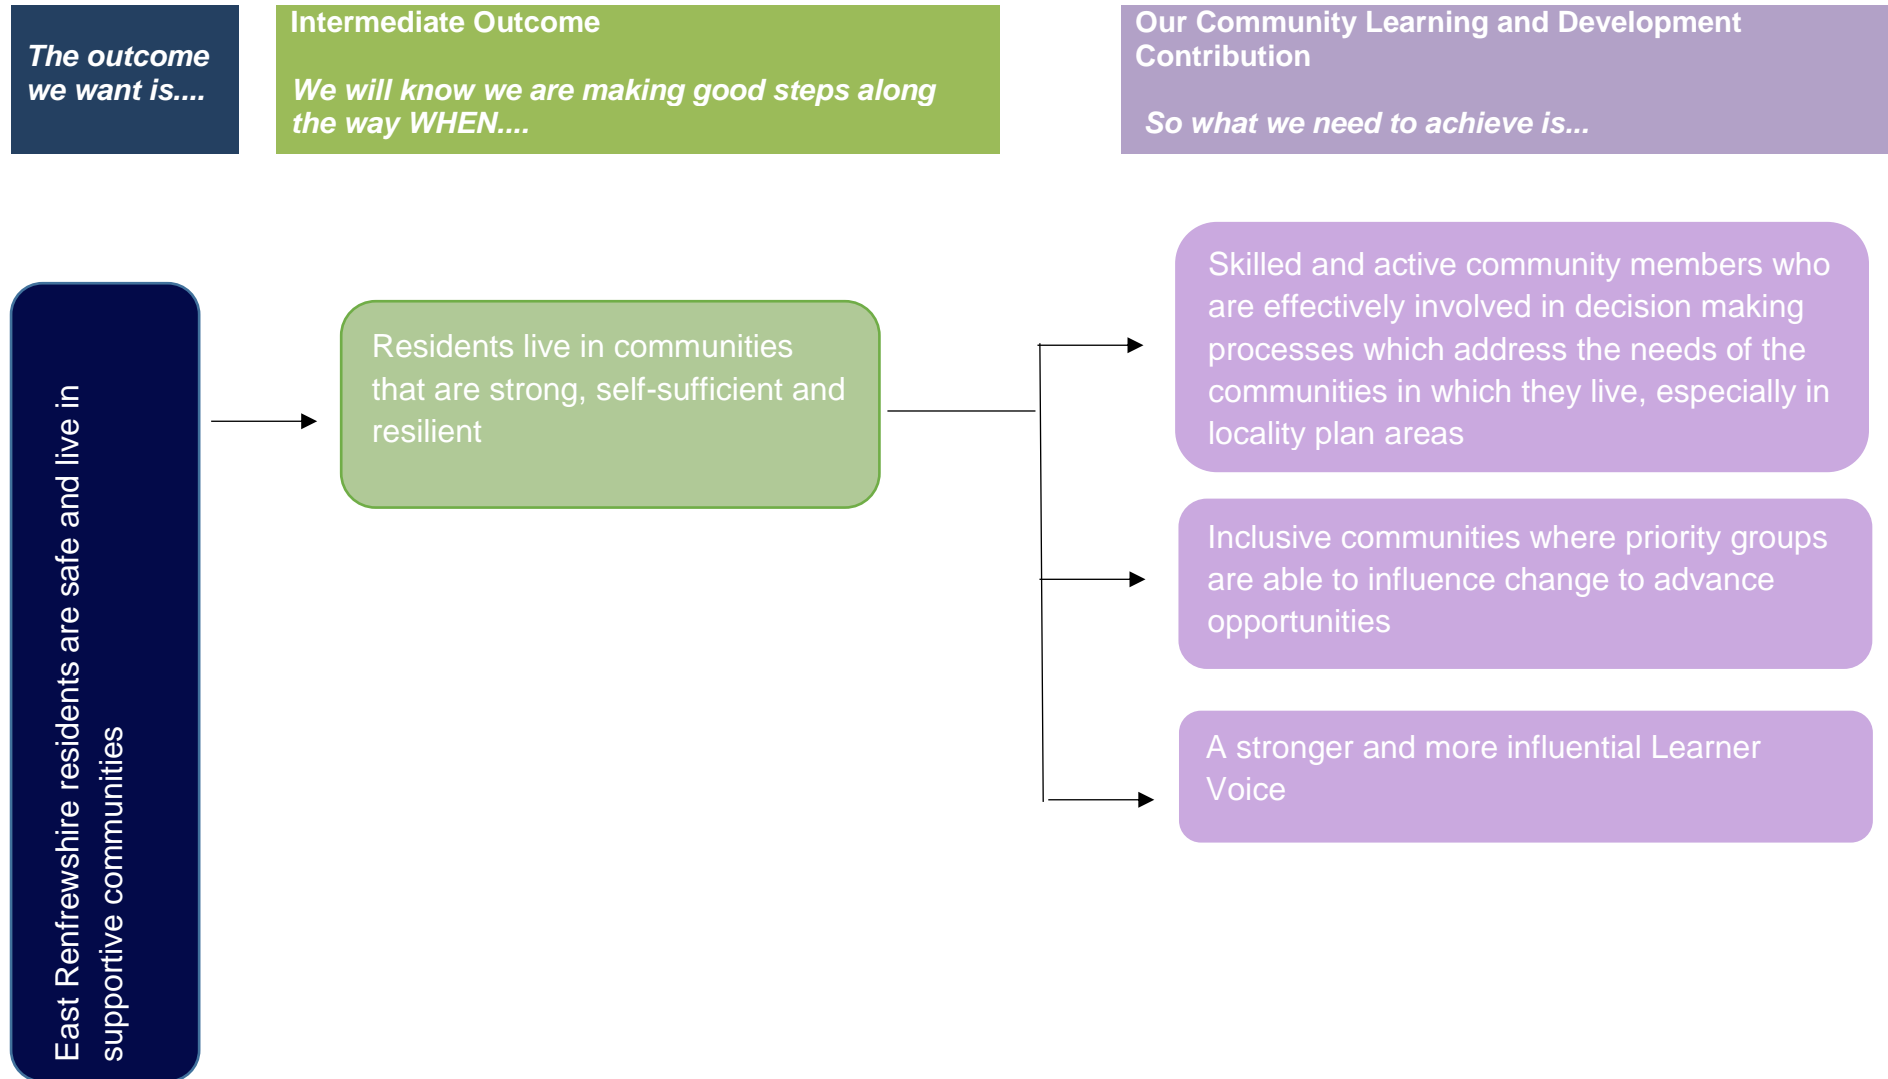 The outcome
we want is....
Intermediate Outcome
We will know we are making good steps along
the way WHEN....
Our Community Learning and Development
Contribution
So what we need to achieve is...
East Renfrewshire residents are safe and live in
supportive communities
Residents live in communities
that are strong, self-sufficient and
resilient
Skilled and active community members who
are effectively involved in decision making
processes which address the needs of the
communities in which they live, especially in
locality plan areas
Inclusive communities where priority groups
are able to influence change to advance
opportunities
A stronger and more influential Learner
Voice